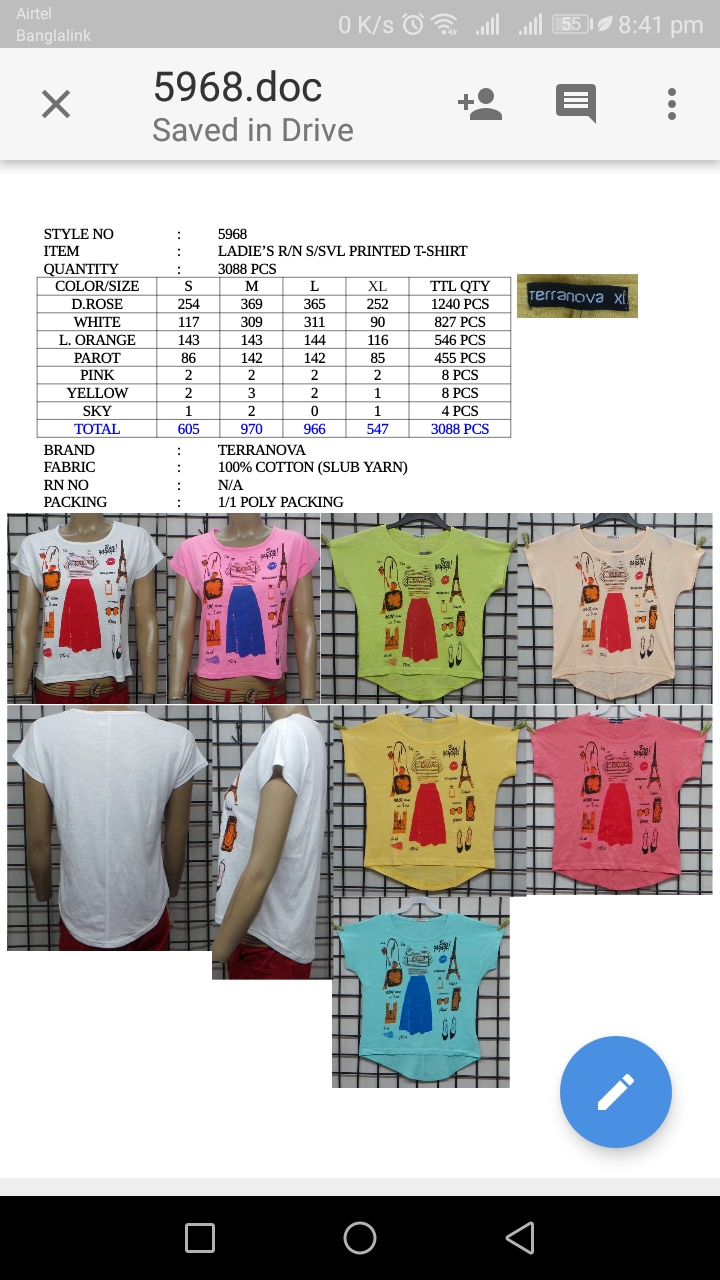 Airtel
Banglalink
0 K/s 55 8:41 pm
5968.doc
Saved in Drive
STYLE NO : 5968
ITEM : LADIE'S R/N S/SVL PRINTED T-SHIRT
QUANTITY : 3088 PCS
COLOR/SIZE S M L XL TTL QTY
D.ROSE 254 369 365 252 1240 PCS
WHITE 117 309 311 90 827 PCS
L. ORANGE 143 143 144 116 546 PCS
PAROT 86 142 142 85 455 PCS
PINK 2 2 2 2 8 PCS
YELLOW 2 3 2 1 8 PCS
SKY 1 2 0 1 4 PCS
TOTAL 605 970 966 547 3088 PCS
Terranova XL
BRAND : TERRANOVA
FABRIC : 100% COTTON (SLUB YARN)
RN NO : N/A
PACKING : 1/1 POLY PACKING